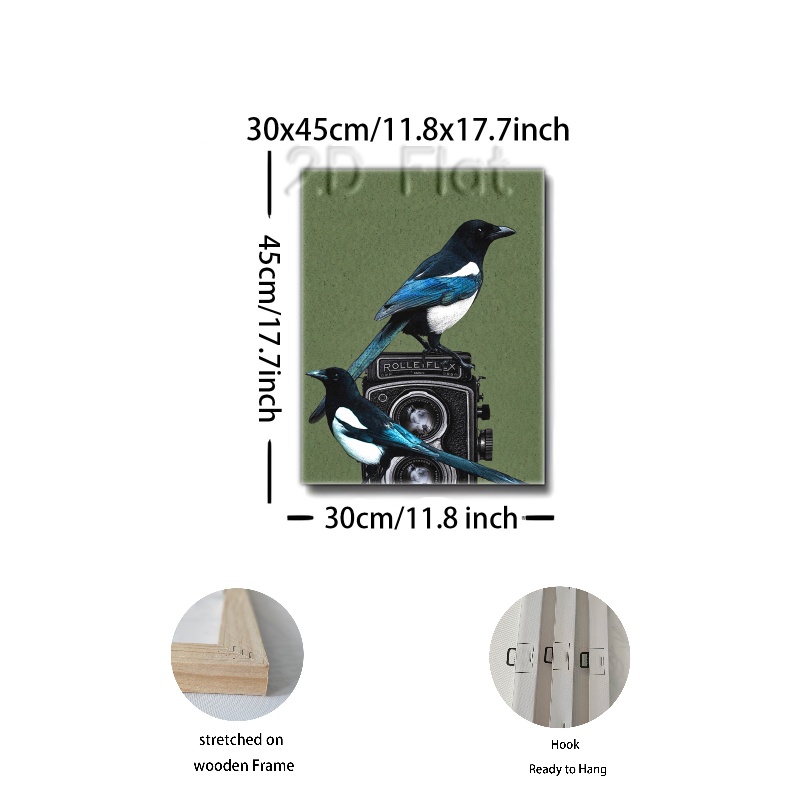 30x45cm/11.8x17.7inch
2D Flat
45cm/17.7inch
ROLLEIFLEX
30cm/11.8 inch
stretched on
wooden Frame
Hook
Ready to Hang